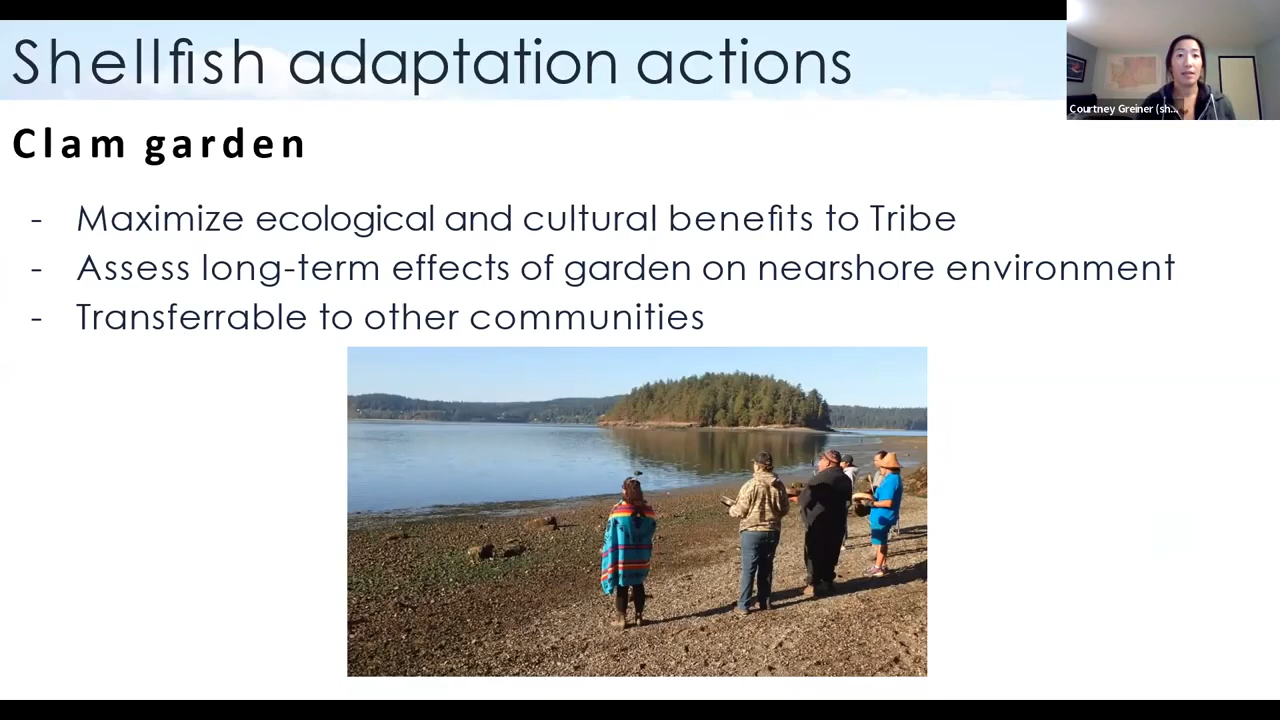 Shellfish adaptation actions
Courtney Greiner (sh...
Clam garden
- Maximize ecological and cultural benefits to Tribe
- Assess long-term effects of garden on nearshore environment
- Transferrable to other communities